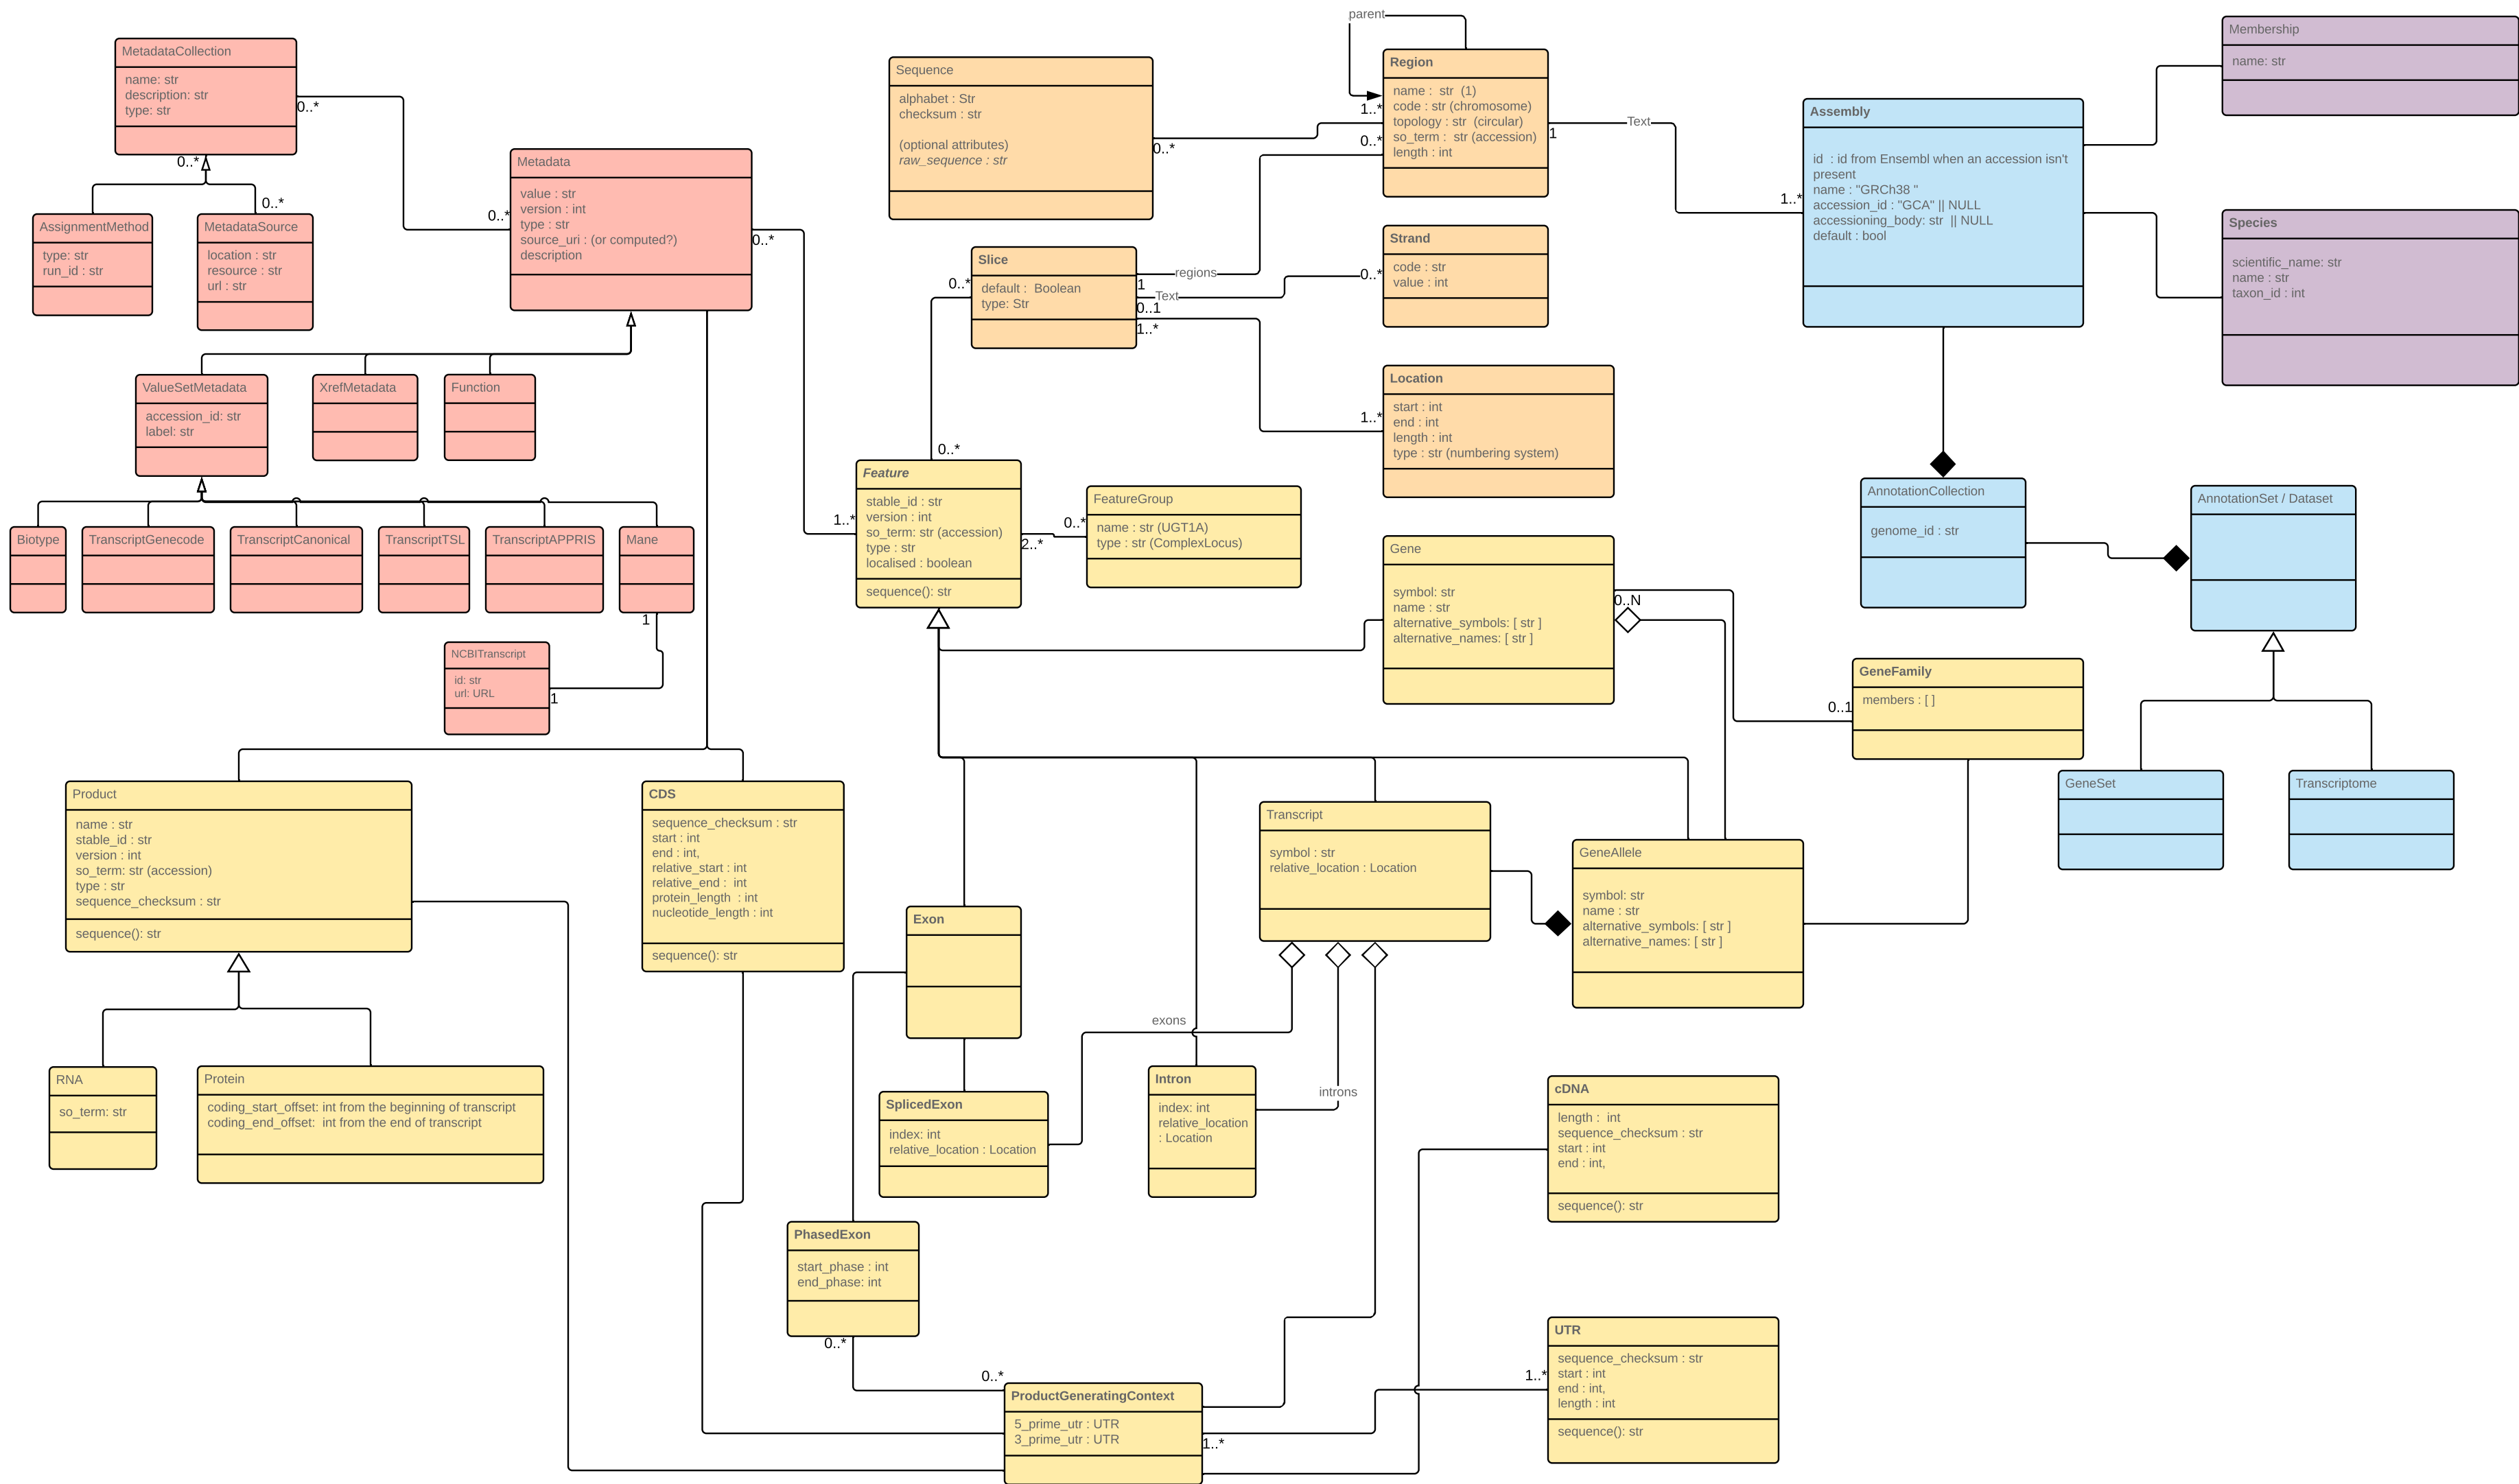 MetadataCollection
name: str
description: str
type: str
0..*
0..*
AssignmentMethod
type: str
run_id : str
0..*
MetadataSource
location : str
resource : str
url : str
0..*
Metadata
value : str
version : int
type : str
source_uri : (or computed?)
description
0..*
ValueSetMetadata
accession_id: str
label: str
XrefMetadata
Function
Biotype
TranscriptGenecode
TranscriptCanonical
TranscriptTSL
TranscriptAPPRIS
Mane
1
NCBITranscript
id: str
url: URL
1
Sequence
alphabet : Str
checksum : str
(optional attributes)
raw_sequence : str
0..*
parent
Region
name :  str  (1)
code : str (chromosome)
topology : str  (circular)
so_term :  str (accession)
length : int
1..*
0..*
1
Text
1..*
Slice
default :  Boolean
type: Str
0..*
regions
1
Text
0..1
1..*
Strand
code : str
value : int
0..*
Location
start : int
end : int
length : int
type : str (numbering system)
1..*
Assembly
id  : id from Ensembl when an accession isn't
present
name : "GRCh38 "
accession_id : "GCA" || NULL
accessioning_body: str  || NULL
default : bool
Membership
name: str
Species
scientific_name: str
name : str
taxon_id : int
0..*
Feature
stable_id : str
version : int
so_term: str (accession)
type : str
localised : boolean
sequence(): str
1..*
2..*
0..*
FeatureGroup
name : str (UGT1A)
type : str (ComplexLocus)
Gene
symbol: str
name : str
alternative_symbols: [ str ]
alternative_names: [ str ]
0..N
AnnotationCollection
genome_id : str
AnnotationSet / Dataset
GeneFamily
members : [ ]
0..1
GeneSet
Transcriptome
Product
name : str
stable_id : str
version : int
so_term: str (accession)
type : str
sequence_checksum : str
sequence(): str
CDS
sequence_checksum : str
start : int
end : int,
relative_start : int
relative_end :  int
protein_length  : int
nucleotide_length : int
sequence(): str
Exon
Transcript
symbol : str
relative_location : Location
GeneAllele
symbol: str
name : str
alternative_symbols: [ str ]
alternative_names: [ str ]
RNA
so_term: str
Protein
coding_start_offset: int from the beginning of transcript
coding_end_offset:  int from the end of transcript
exons
introns
SplicedExon
index: int
relative_location : Location
Intron
index: int
relative_location
: Location
cDNA
length :  int
sequence_checksum : str
start : int
end : int,
sequence(): str
PhasedExon
start_phase : int
end_phase: int
0..*
0..*
ProductGeneratingContext
5_prime_utr : UTR
3_prime_utr : UTR
1..*
1..*
UTR
sequence_checksum : str
start : int
end : int,
length : int
sequence(): str